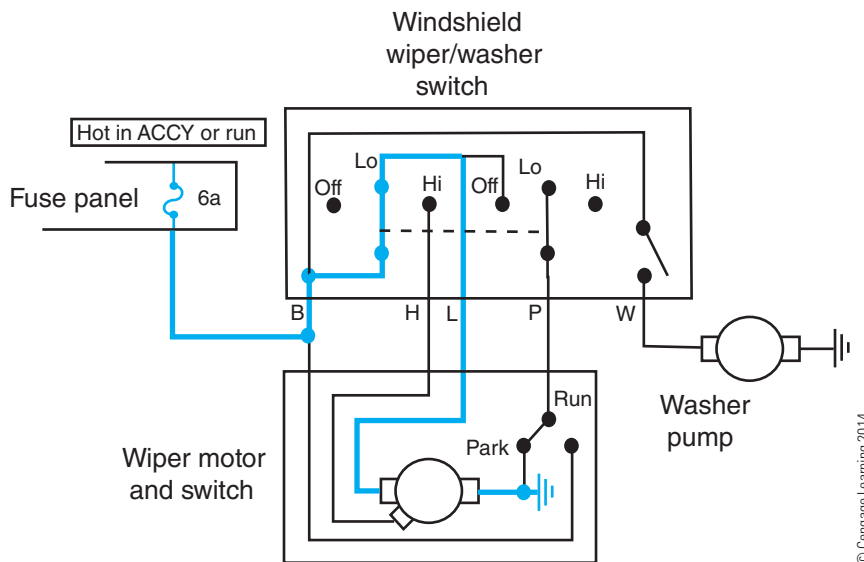 Windshield
wiper/washer
switch
Hot in ACCY or run
Fuse panel
6a
Off
Lo
Hi
Off
Lo
Hi
B
H
L
P
W
Run
Park
Wiper motor
and switch
Washer
pump
© Cengage Learning 2014